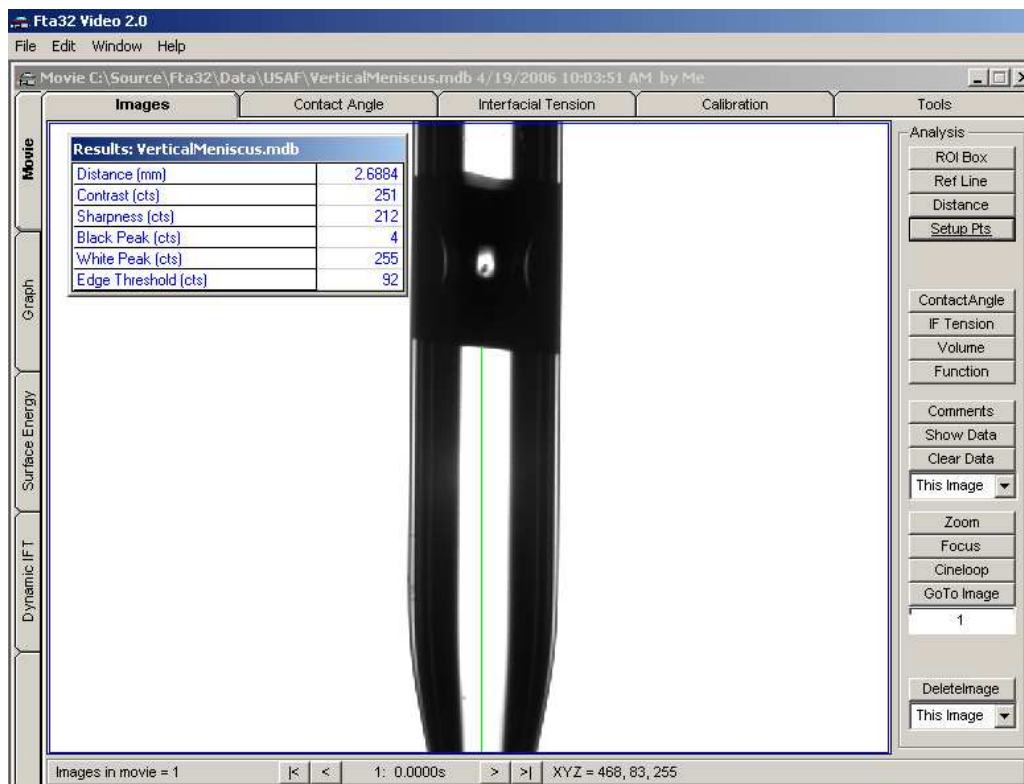 Fta32 Video 2.0
File Edit Window Help
Movie C:\Source\Fta32\Data\USAF\VerticalMeniscus.mdb 4/19/2006 10:03:51 AM by Me
Images Contact Angle Interfacial Tension Calibration Tools
Movie
Graph
Surface Energy
Dynamic IFT
Results: VerticalMeniscus.mdb
Distance (mm) 2.6884
Contrast (cts) 251
Sharpness (cts) 212
Black Peak (cts) 4
White Peak (cts) 255
Edge Threshold (cts) 92
Analysis
ROI Box
Ref Line
Distance
Setup Pts
ContactAngle
IF Tension
Volume
Function
Comments
Show Data
Clear Data
This Image
Zoom
Focus
Cineloop
GoTo Image
1
DeleteImage
This Image
Images in movie = 1 |< < 1: 0.0000s > >| XYZ = 468, 83, 255